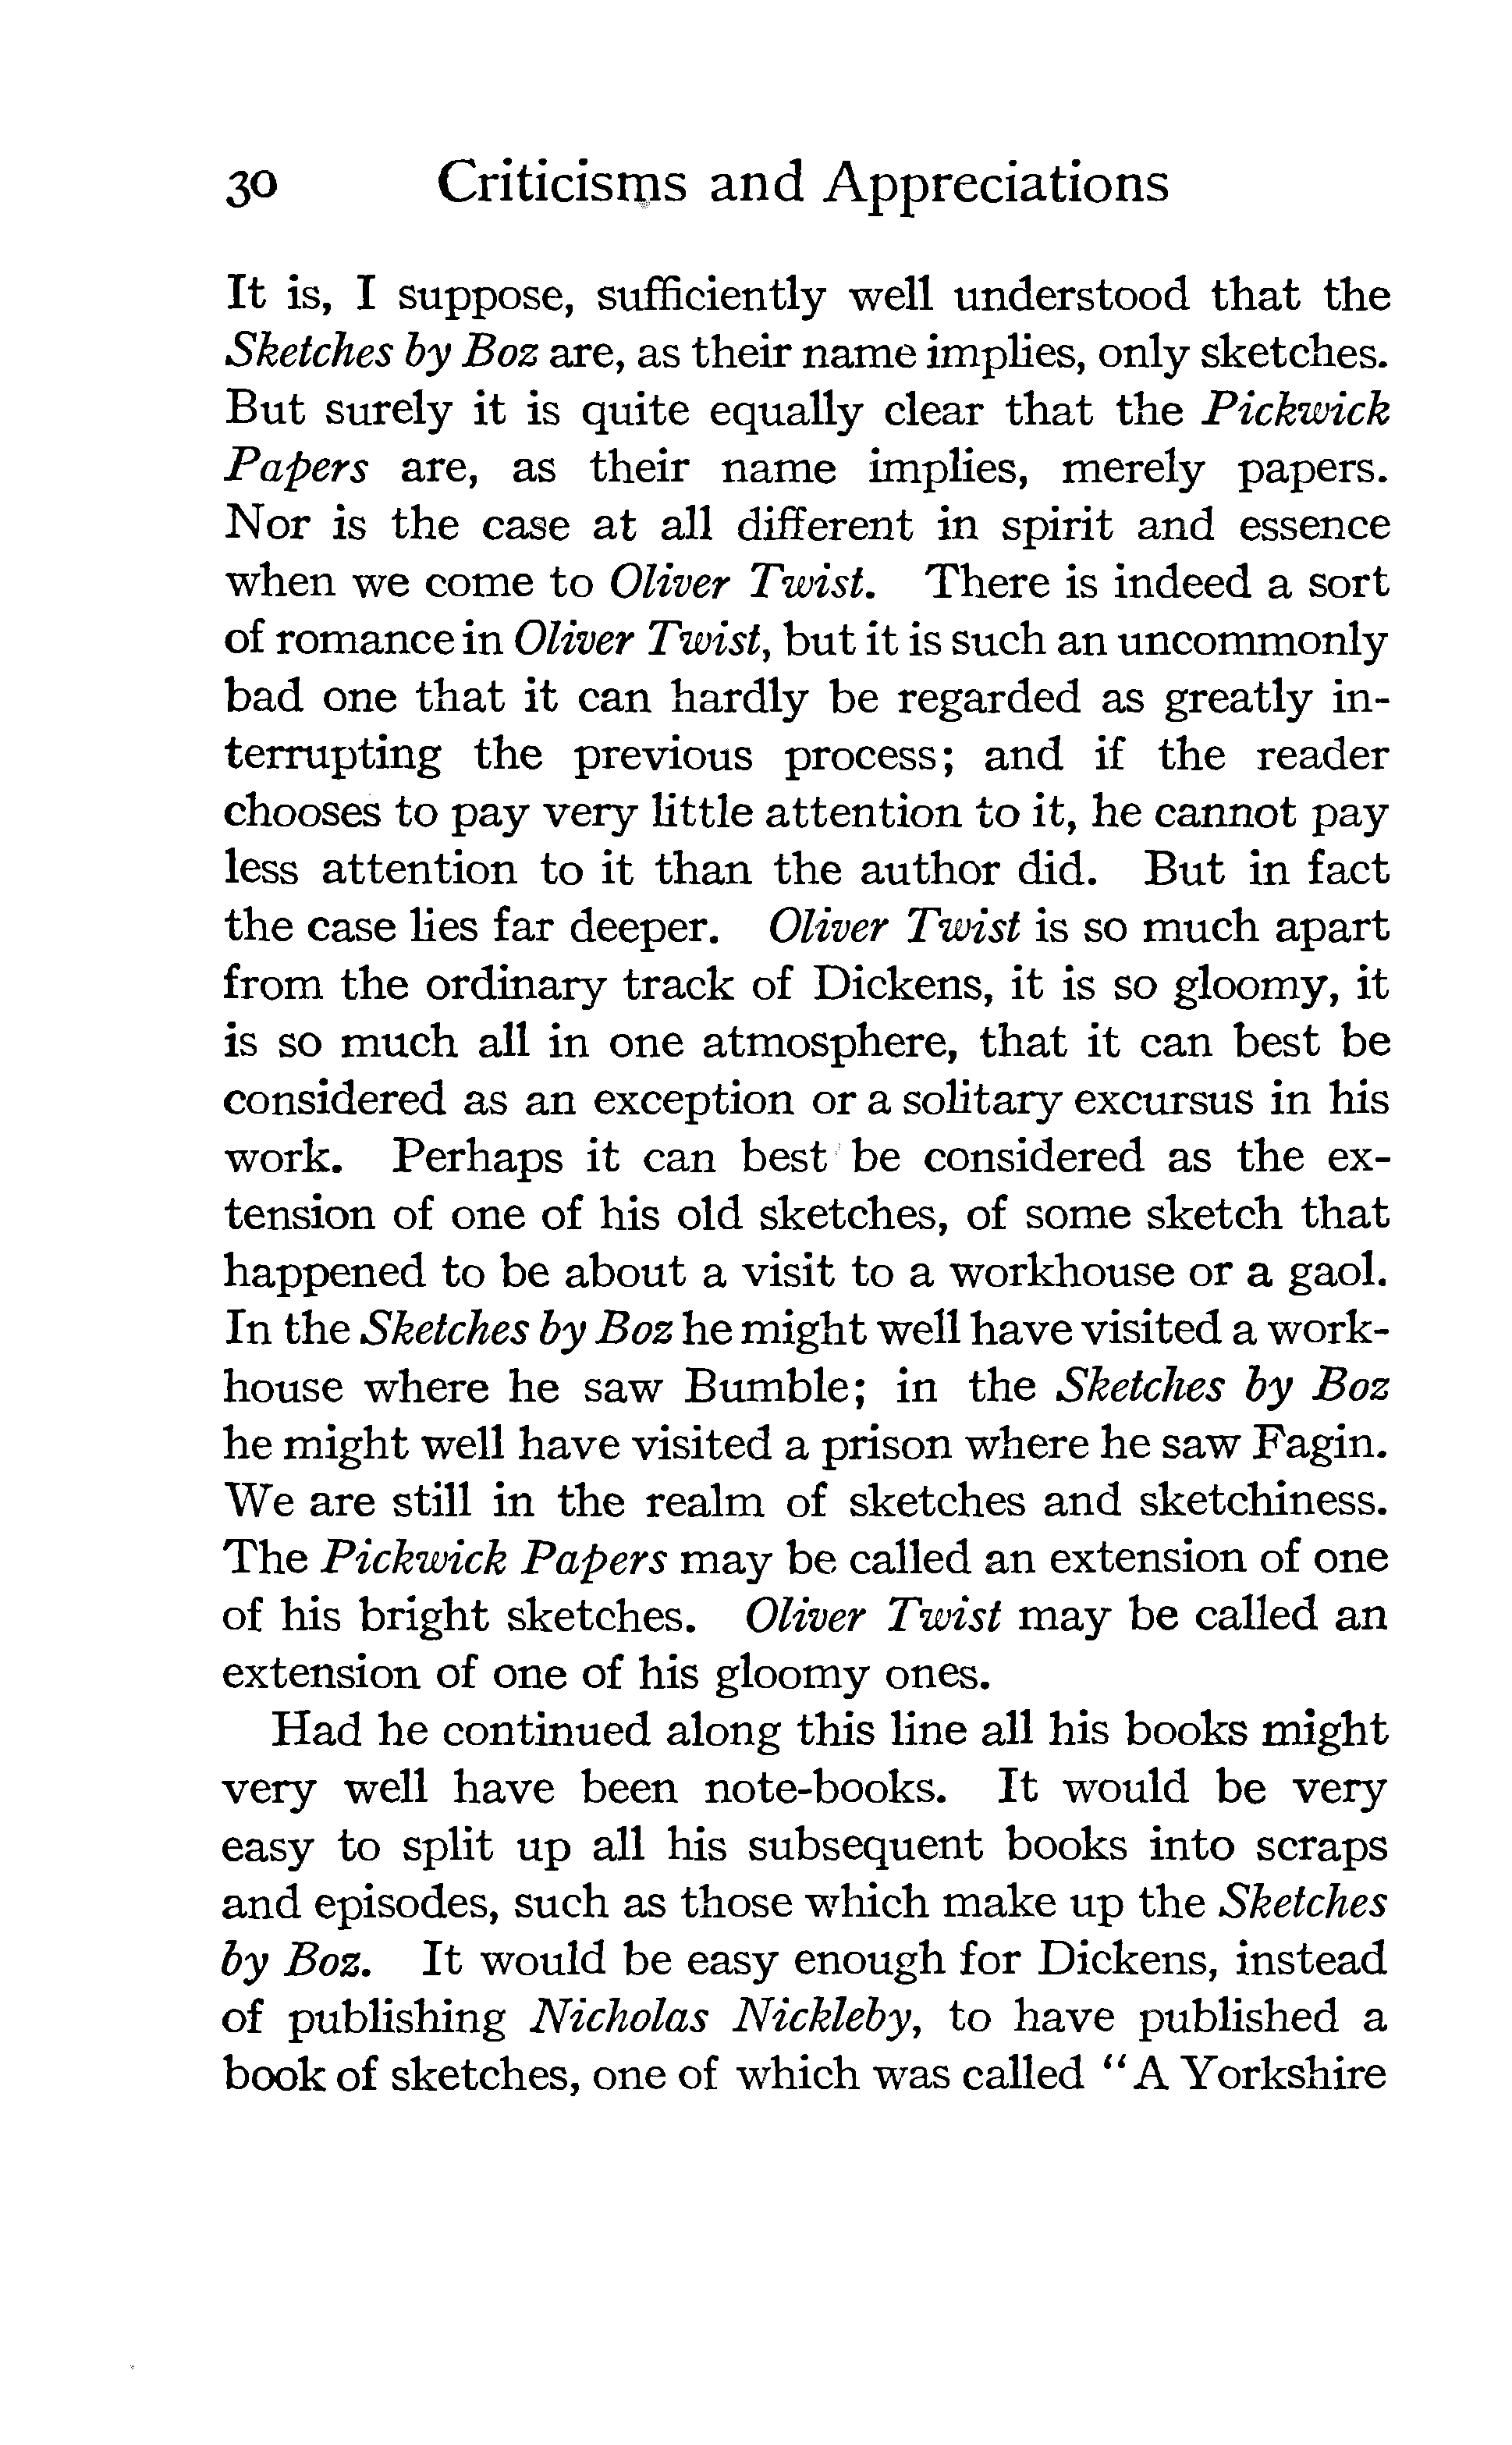 30 Criticisms and Appreciations
It is, I suppose, sufficiently well understood that the
Sketches by Boz are, as their name implies, only sketches.
But surely it is quite equally clear that the Pickwick
Papers are, as their name implies, merely papers.
Nor is the case at all different in spirit and essence
when we come to Oliver Twist. There is indeed a sort
of romance in Oliver Twist, but it is such an uncommonly
bad one that it can hardly be regarded as greatly in-
terrupting the previous process; and if the reader
chooses to pay very little attention to it, he cannot pay
less attention to it than the author did. But in fact
the case lies far deeper. Oliver Twist is so much apart
from the ordinary track of Dickens, it is so gloomy, it
is so much all in one atmosphere, that it can best be
considered as an exception or a solitary excursus in his
work. Perhaps it can best be considered as the ex-
tension of one of his old sketches, of some sketch that
happened to be about a visit to a workhouse or a gaol.
In the Sketches by Boz he might well have visited a work-
house where he saw Bumble; in the Sketches by Boz
he might well have visited a prison where he saw Fagin.
We are still in the realm of sketches and sketchiness.
The Pickwick Papers may be called an extension of one
of his bright sketches. Oliver Twist may be called an
extension of one of his gloomy ones.
Had he continued along this line all his books might
very well have been note-books. It would be very
easy to split up all his subsequent books into scraps
and episodes, such as those which make up the Sketches
by Boz. It would be easy enough for Dickens, instead
of publishing Nicholas Nickleby, to have published a
book of sketches, one of which was called “A Yorkshire